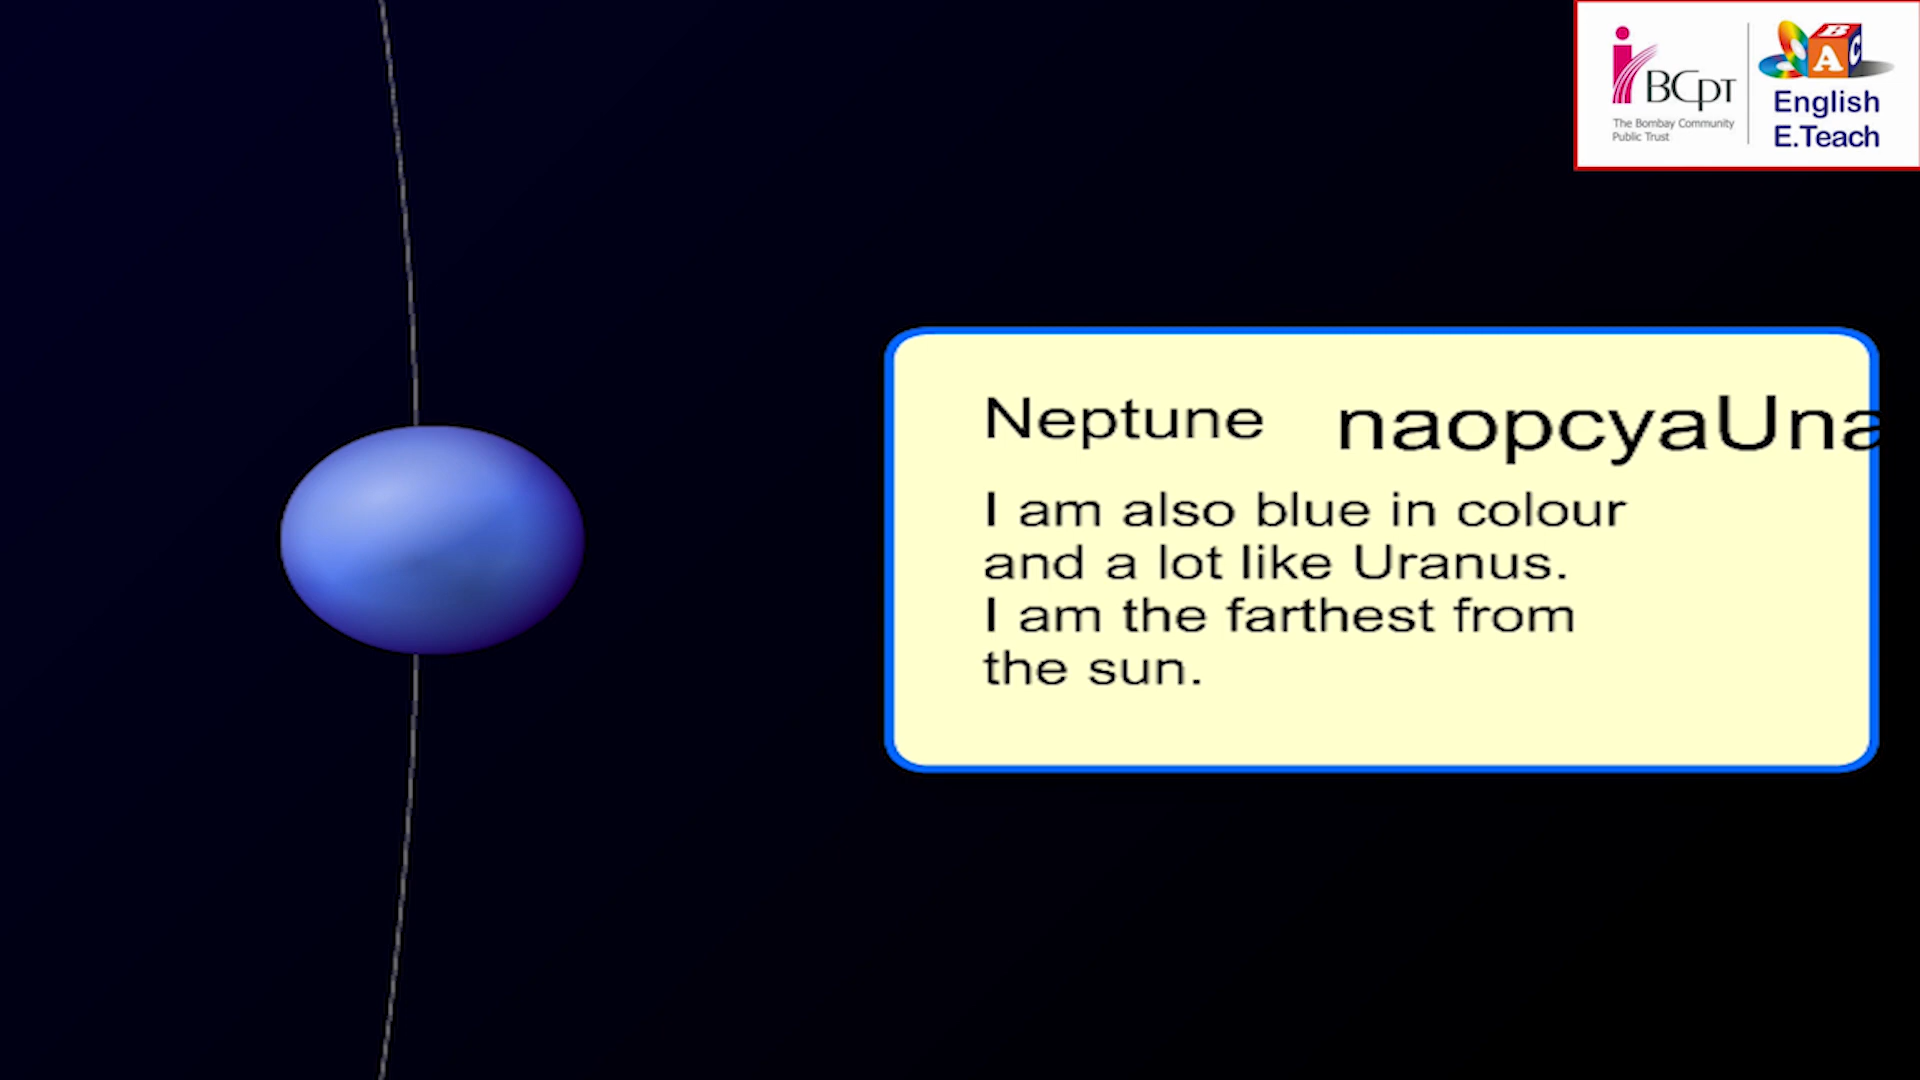 BCPT
The Bombay Community
Public Trust
B
A
C
English
E.Teach
Neptune naopcyaUna
I am also blue in colour
and a lot like Uranus.
I am the farthest from
the sun.